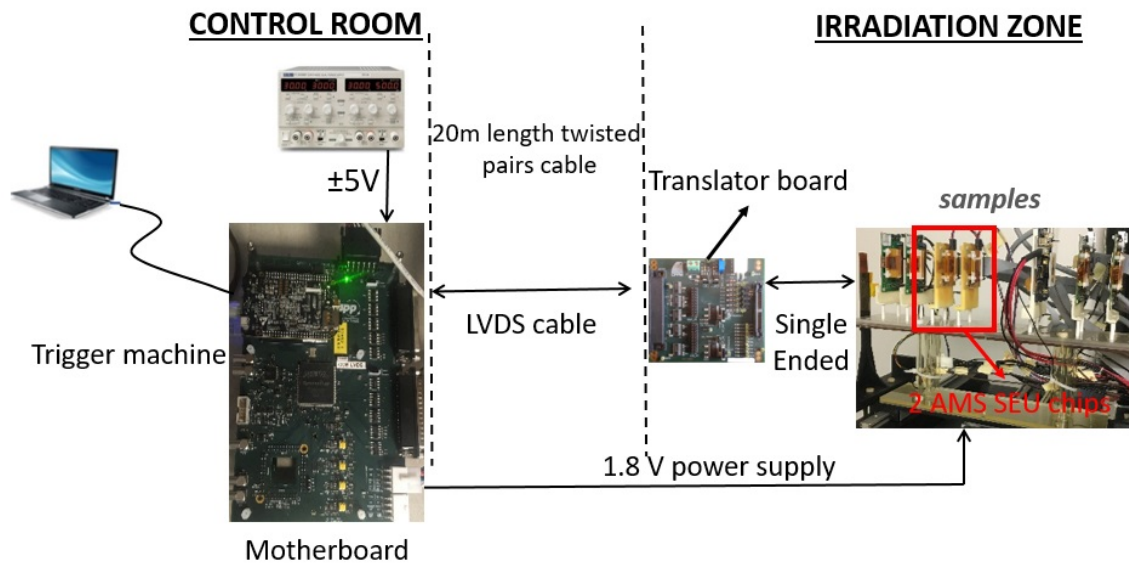 CONTROL ROOM
IRRADIATION ZONE
20m length twisted
pairs cable
±5V
Translator board
samples
Trigger machine
LVDS cable
Single
Ended
2 AMS SEU chips
1.8 V power supply
Motherboard